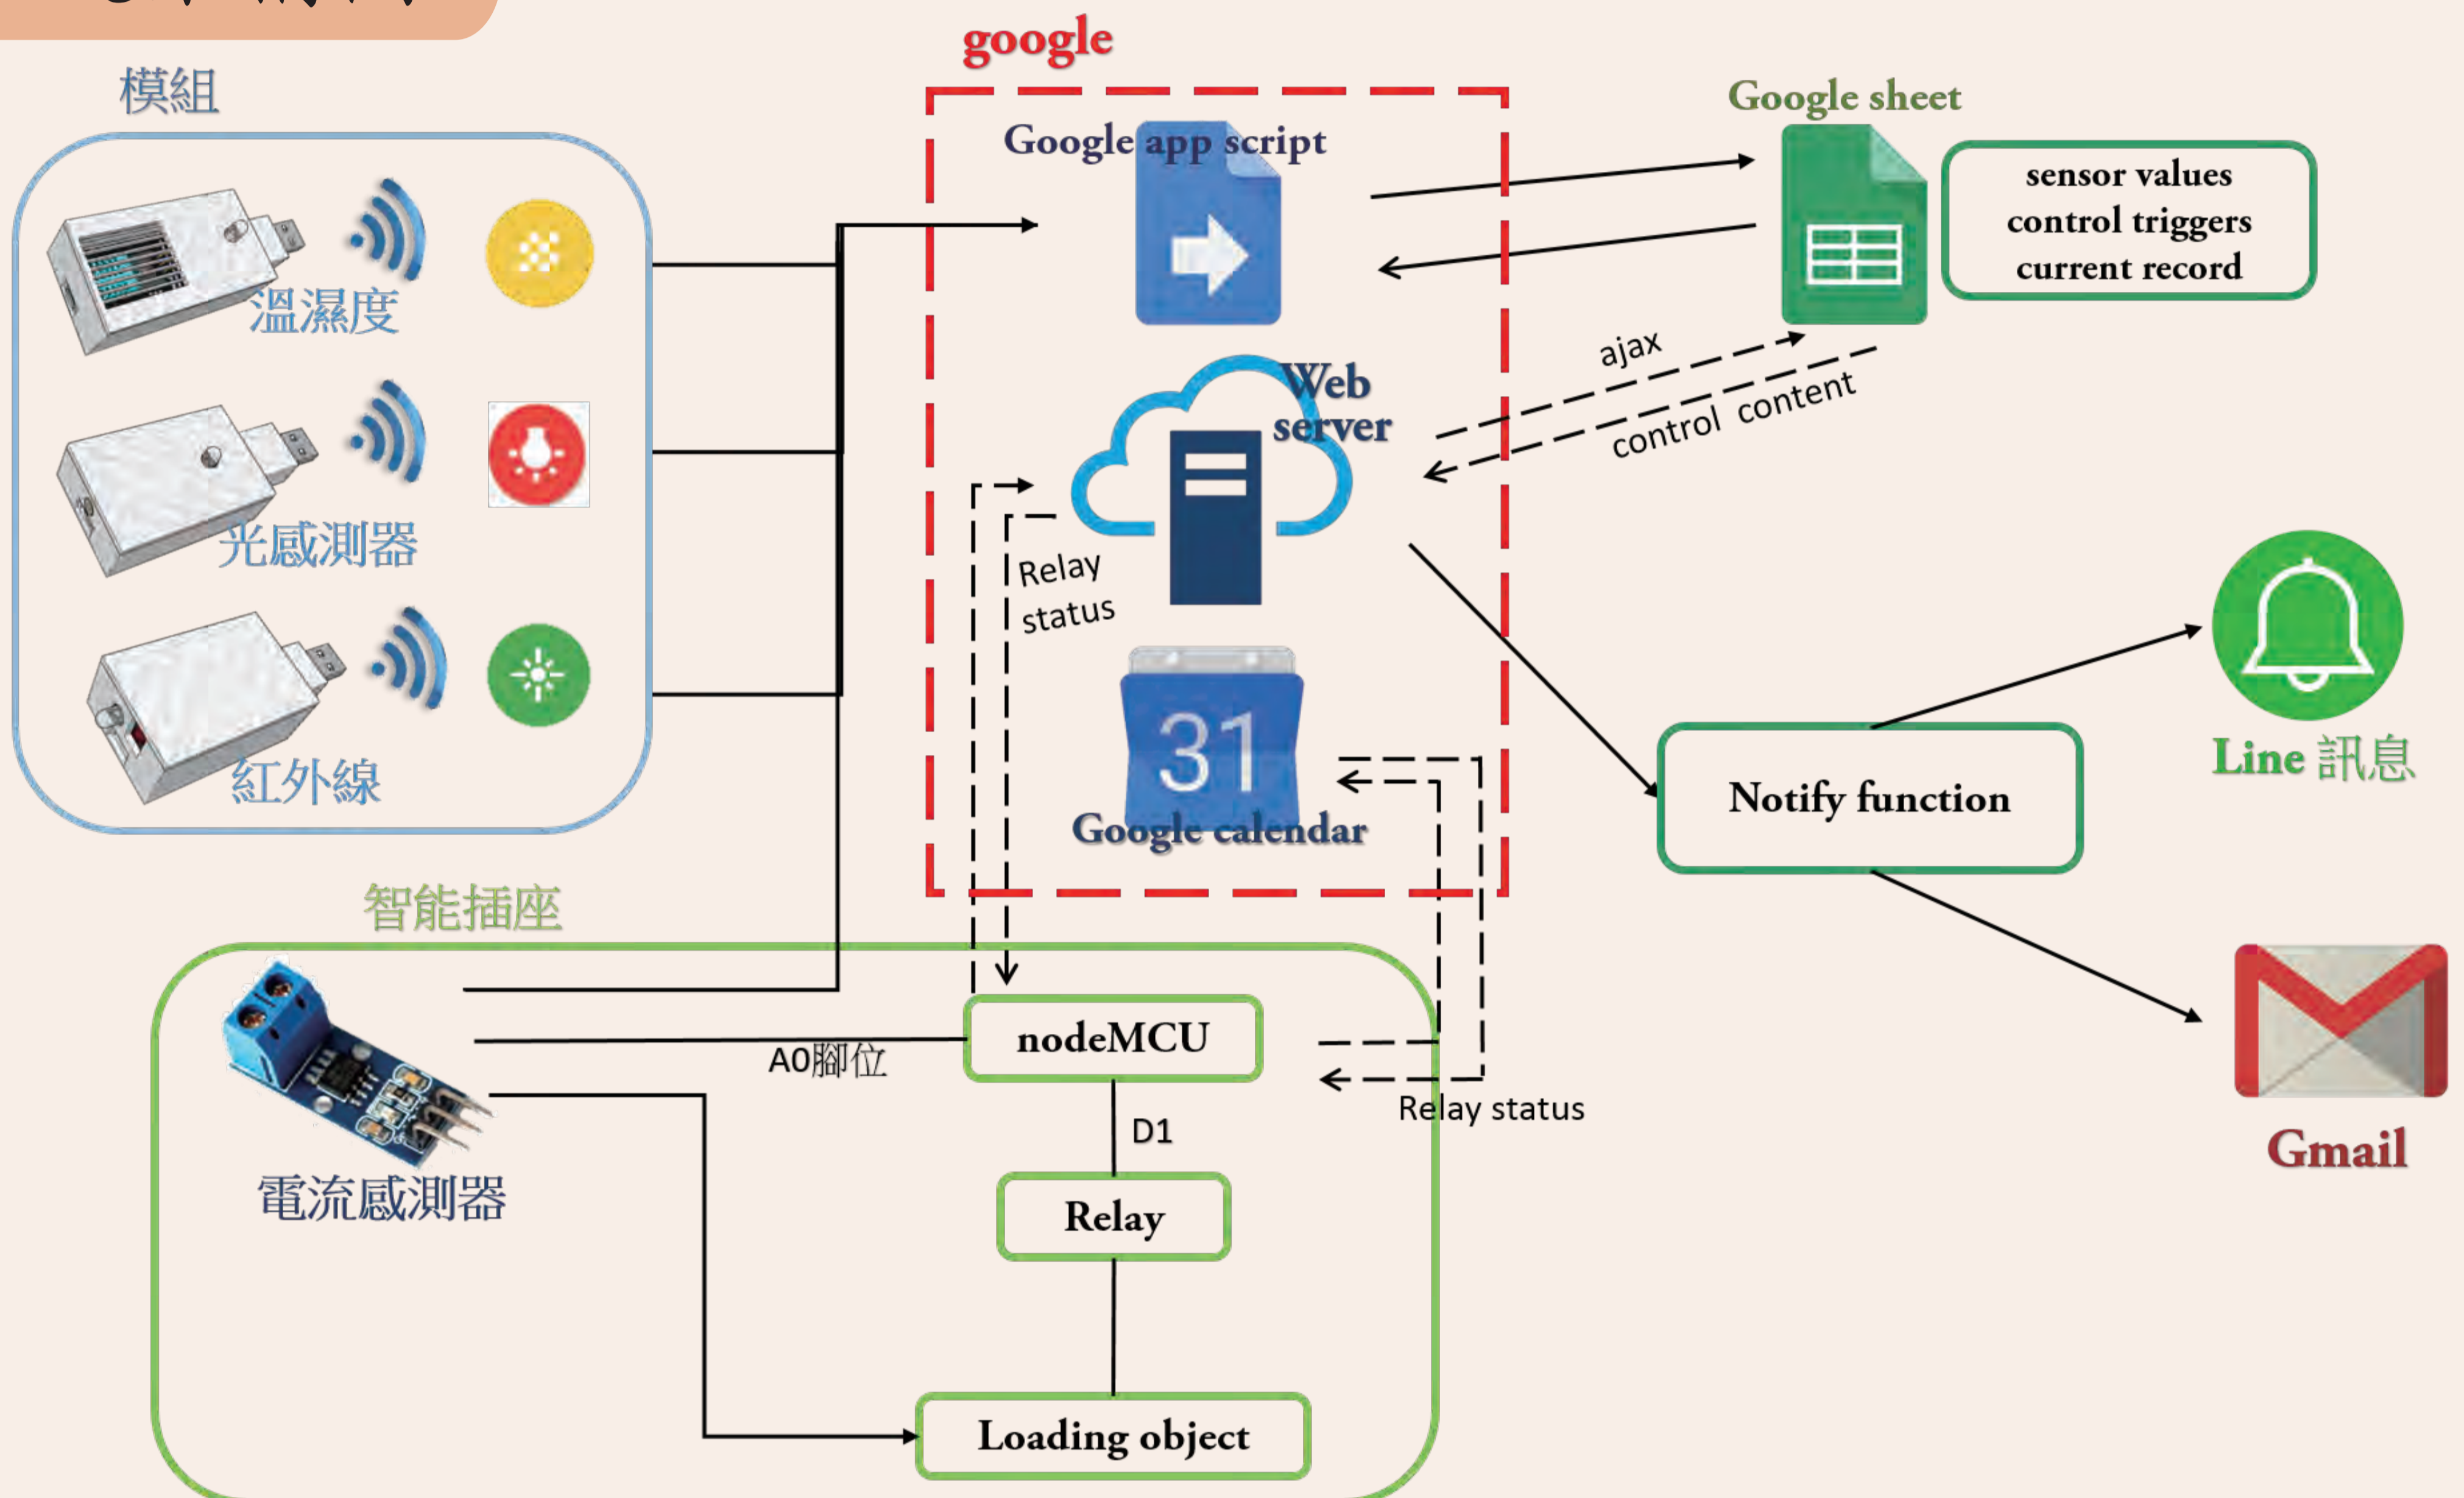 模組
溫濕度
光感測器
紅外線
google
Google app script
Web
server
Relay
status
31
Google calendar
Google sheet
sensor values
control triggers
current record
ajax
control content
Notify function
Line 訊息
Gmail
智能插座
電流感測器
A0腳位
nodeMCU
D1
Relay
Loading object
Relay status